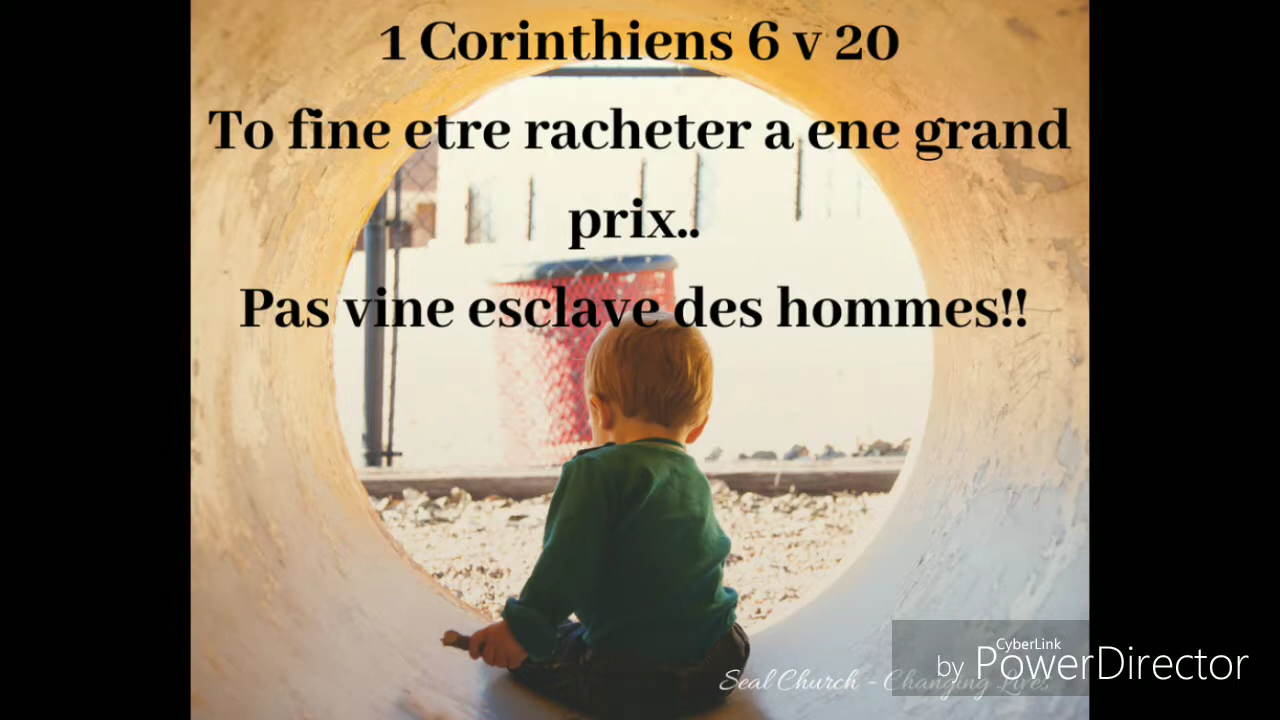 1 Corinthiens 6 v 20
To fine etre racheter a ene grand
prix..
Pas vine esclave des hommes!!
Seal Church - Changing Lives
CyberLink
by PowerDirector